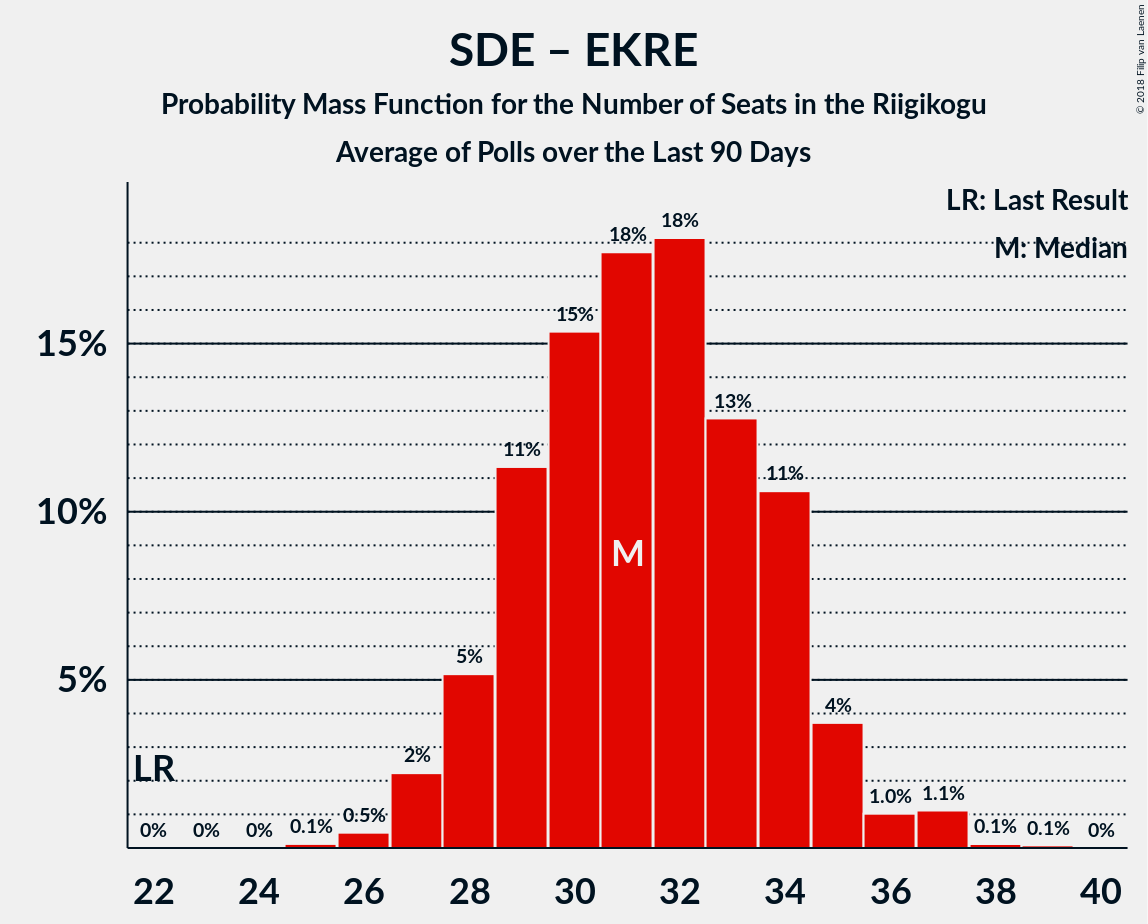 SDE – EKRE
Probability Mass Function for the Number of Seats in the Riigikogu
Average of Polls over the Last 90 Days
© 2018 Filip van Laenen
LR: Last Result
M: Median
15%
10%
5%
0% 0% 0% 0.1% 0.5% 2% 5% 11% 15% 18% 18% 13% 11% 4% 1.0% 1.1% 0.1% 0.1% 0%
LR
M
22 24 26 28 30 32 34 36 38 40